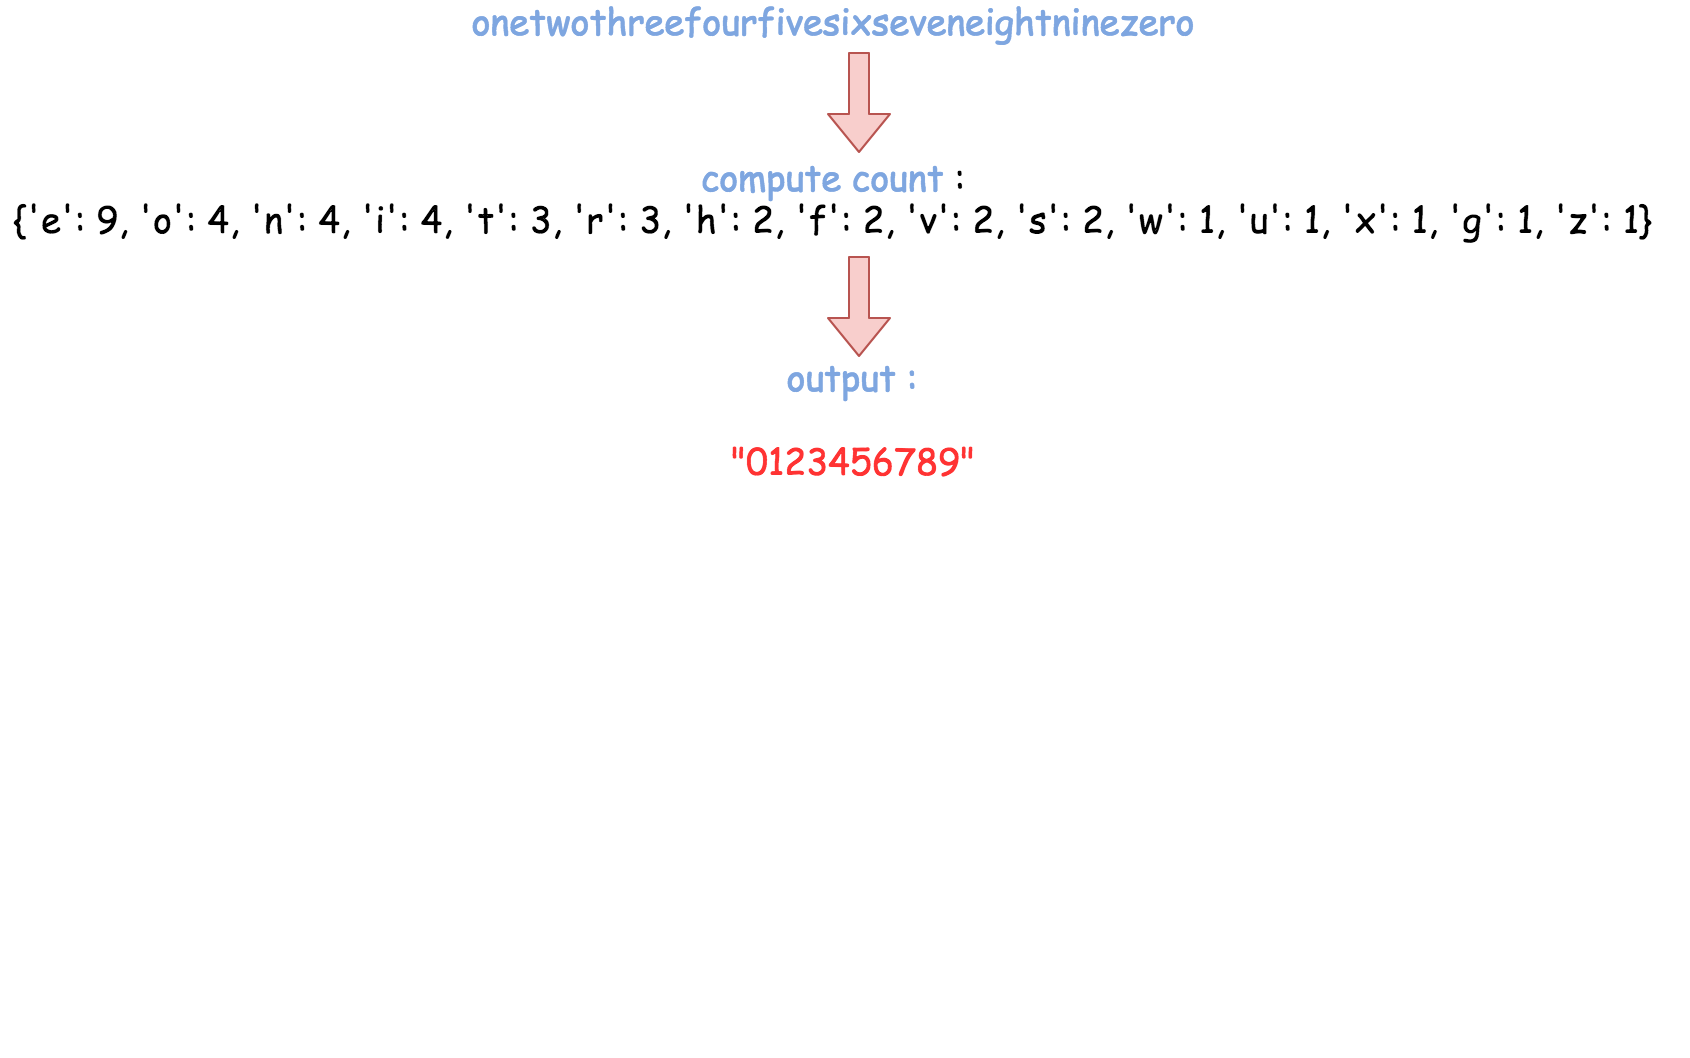 onetwothreefourfivesixseveneightninezero
compute count :
{'e': 9, 'o': 4, 'n': 4, 'i': 4, 't': 3, 'r': 3, 'h': 2, 'f': 2, 'v': 2, 's': 2, 'w': 1, 'u': 1, 'x': 1, 'g': 1, 'z': 1}
output :
"0123456789"